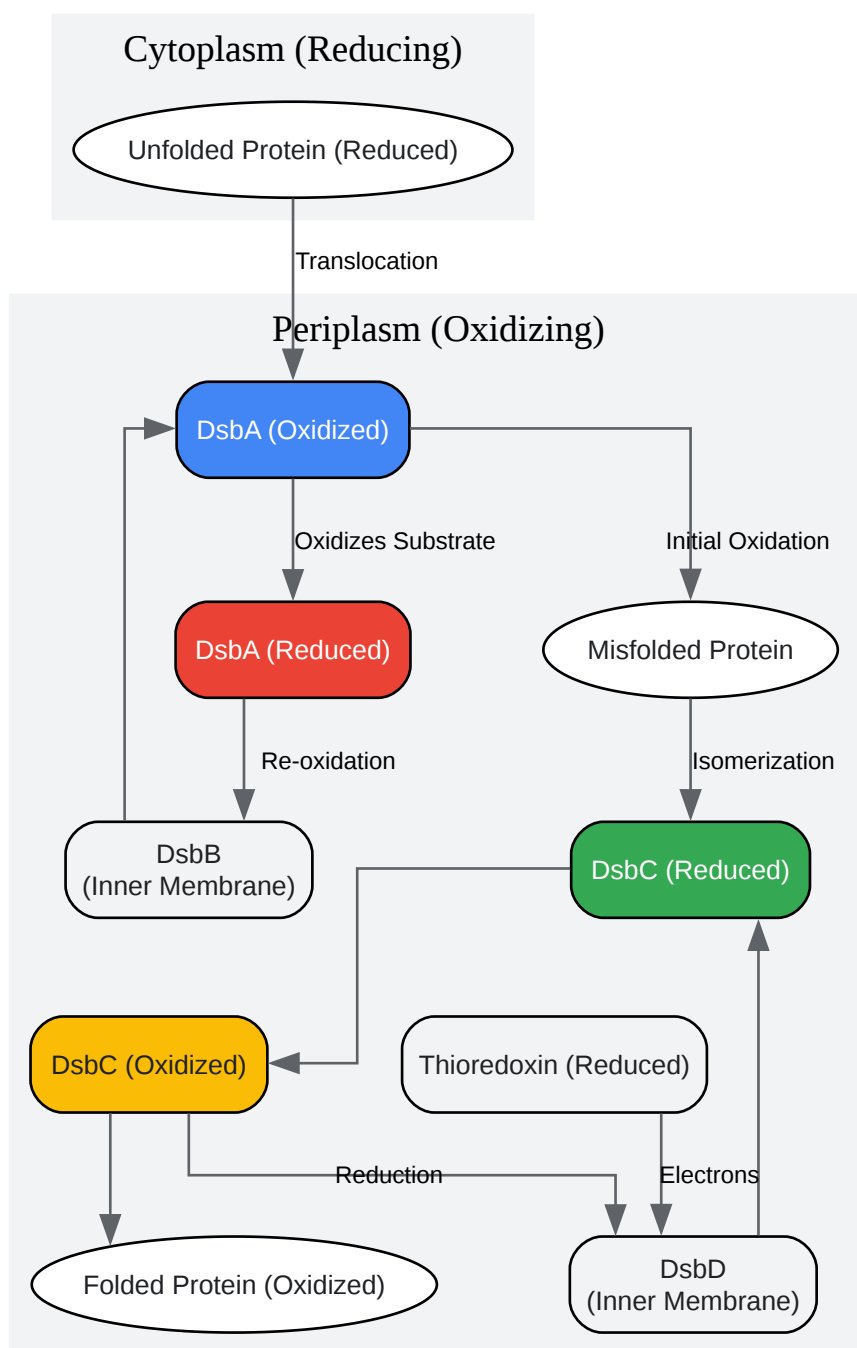 Cytoplasm (Reducing)
Unfolded Protein (Reduced)
Translocation
Periplasm (Oxidizing)
DsbA (Oxidized)
Oxidizes Substrate
Initial Oxidation
DsbA (Reduced)
Misfolded Protein
Re-oxidation
Isomerization
DsbB
(Inner Membrane)
DsbC (Reduced)
DsbC (Oxidized)
Thioredoxin (Reduced)
Reduction
Electrons
Folded Protein (Oxidized)
DsbD
(Inner Membrane)